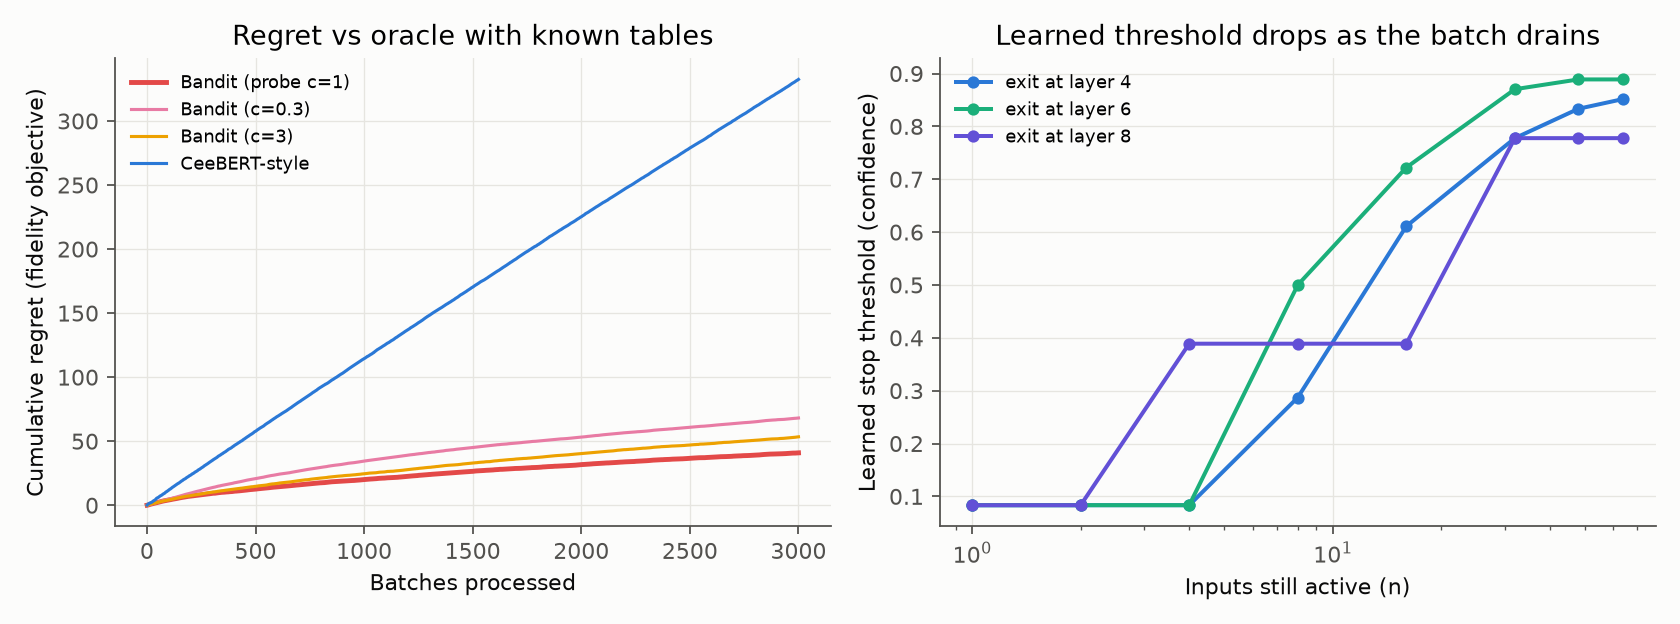 Regret vs oracle with known tables
Bandit (probe c=1)
Bandit (c=0.3)
Bandit (c=3)
CeeBERT-style
Cumulative regret (fidelity objective)
300
250
200
150
100
50
0
0 500 1000 1500 2000 2500 3000
Batches processed
Learned threshold drops as the batch drains
exit at layer 4
exit at layer 6
exit at layer 8
Learned stop threshold (confidence)
0.9
0.8
0.7
0.6
0.5
0.4
0.3
0.2
0.1
10⁰ 10¹
Inputs still active (n)